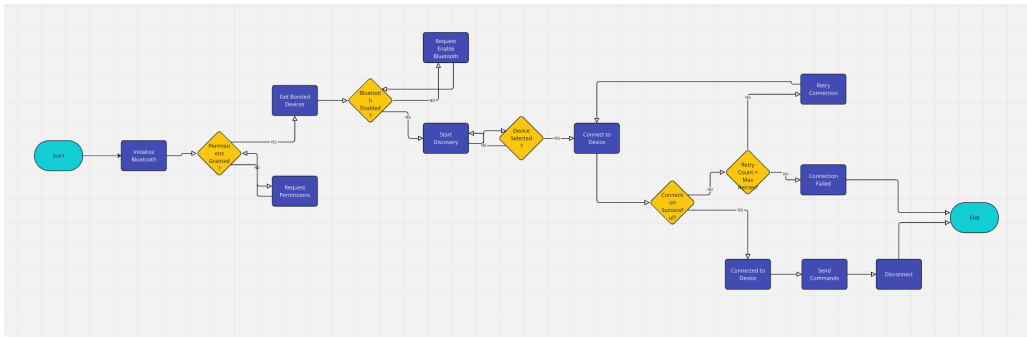 start
Initialize
Bluetooth
Permissi
ons
Granted
?
YES
NO
Request
Permissions
Get Bonded
Devices
Bluetoot
h
Enabled
?
NO
YES
Request
Enable
Bluetooth
Start
Discovery
Device
Selected
?
NO
YES
Connect to
Device
Connecti
on
Successf
ul?
NO
YES
Retry
Count <
Max
Retries?
YES
NO
Retry
Connection
Connection
Failed
Connected to
Device
Send
Commands
Disconnect
End